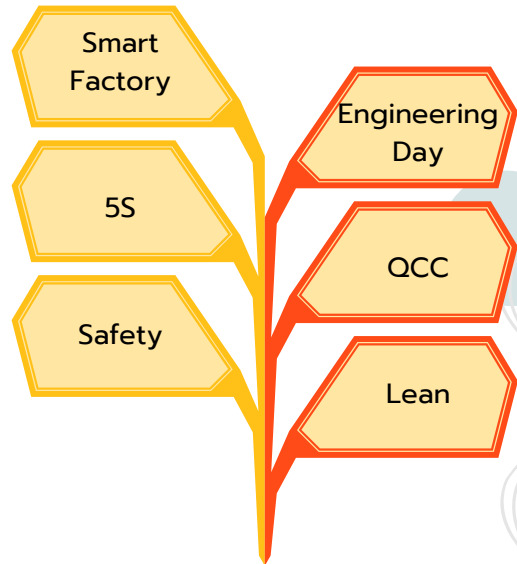 Smart
Factory
Engineering
Day
5S
QCC
Safety
Lean